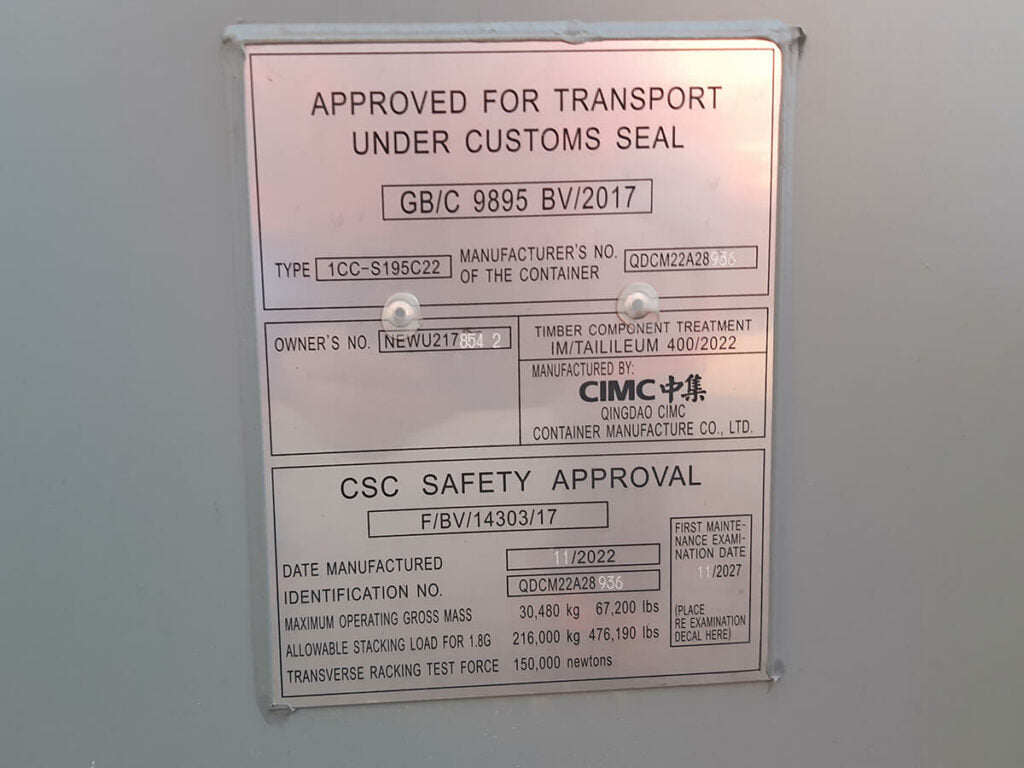 APPROVED FOR TRANSPORT
UNDER CUSTOMS SEAL
GB/C 9895 BV/2017
TYPE 1CC-S195C22
MANUFACTURER'S NO.
OF THE CONTAINER QDCM22A28936
OWNER'S NO. NEWU217854 2
TIMBER COMPONENT TREATMENT
IM/TAILILEUM 400/2022
MANUFACTURED BY:
CIMC中集
QINGDAO CIMC
CONTAINER MANUFACTURE CO., LTD.
CSC SAFETY APPROVAL
F/BV/14303/17
DATE MANUFACTURED 11/2022
IDENTIFICATION NO. QDCM22A28936
MAXIMUM OPERATING GROSS MASS 30,480 kg 67,200 lbs
ALLOWABLE STACKING LOAD FOR 1.8G 216,000 kg 476,190 lbs
TRANSVERSE RACKING TEST FORCE 150,000 newtons
FIRST MAINTE-
NANCE EXAMI-
NATION DATE
11/2027
(PLACE
RE EXAMINATION
DECAL HERE)